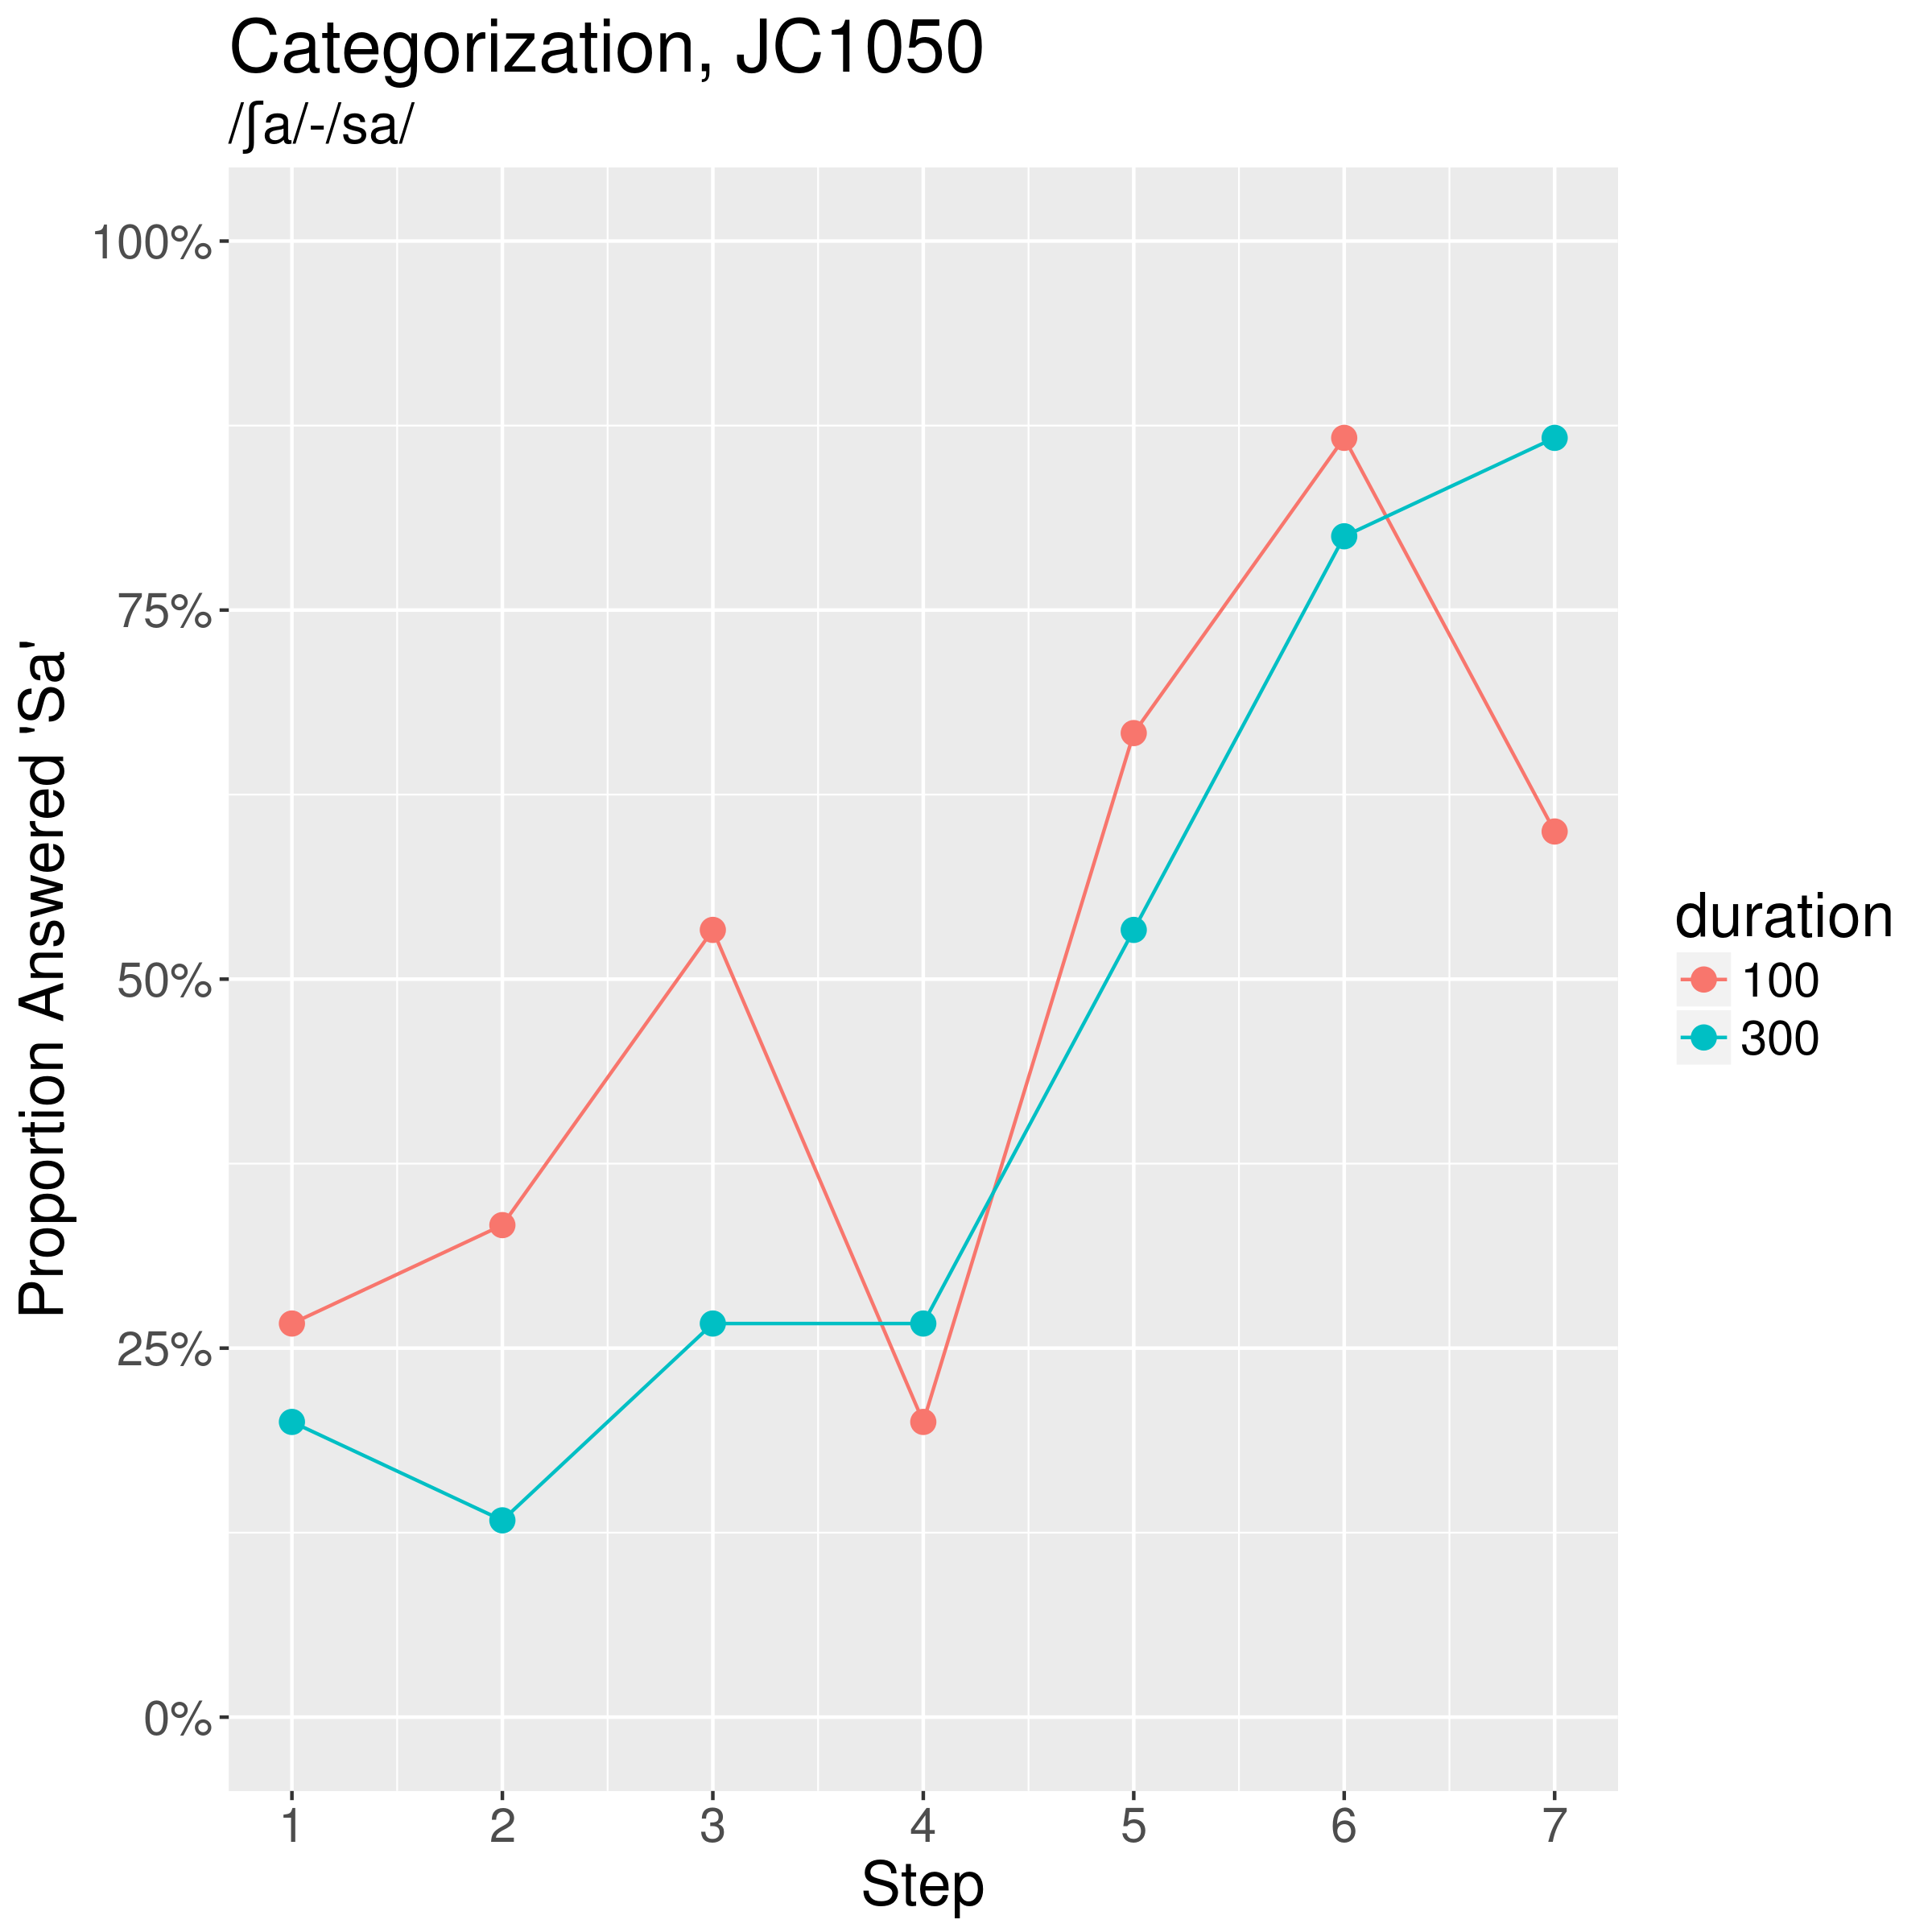 Categorization, JC1050
/ʃa/-/sa/
Proportion Answered 'Sa'
100%
75%
50%
25%
0%
1 2 3 4 5 6 7
Step
duration
100
300